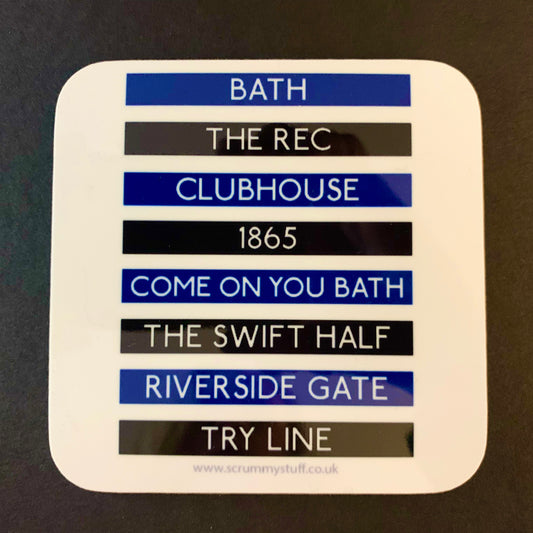 BATH
THE REC
CLUBHOUSE
1865
COME ON YOU BATH
THE SWIFT HALF
RIVERSIDE GATE
TRY LINE
www.scrummystuff.co.uk